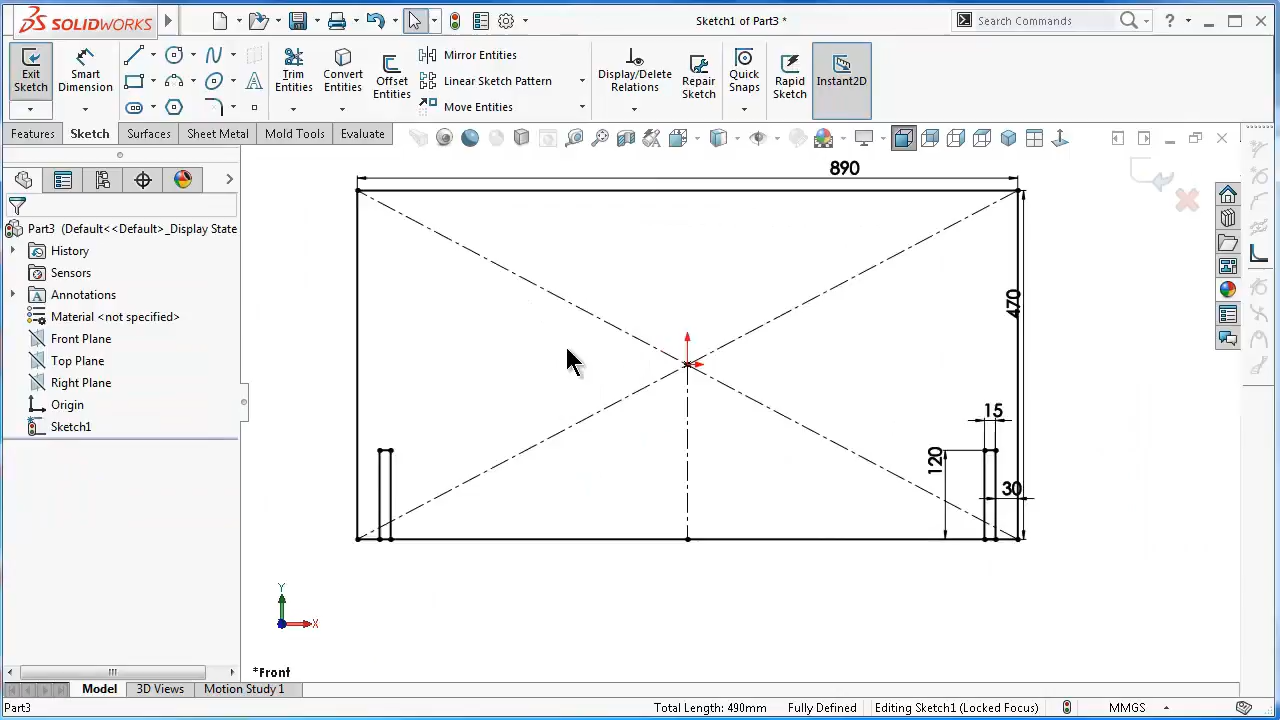 SOLIDWORKS
Sketch1 of Part3 *
Search Commands
?
Exit Sketch
Smart Dimension
Trim Entities
Convert Entities
Offset Entities
Mirror Entities
Linear Sketch Pattern
Move Entities
Display/Delete Relations
Repair Sketch
Quick Snaps
Rapid Sketch
Instant2D
Features
Sketch
Surfaces
Sheet Metal
Mold Tools
Evaluate
Part3 (Default<<Default>_Display State
History
Sensors
Annotations
Material <not specified>
Front Plane
Top Plane
Right Plane
Origin
Sketch1
890
470
15
120
30
Y
X
*Front
Model
3D Views
Motion Study 1
Part3
Total Length: 490mm
Fully Defined
Editing Sketch1 (Locked Focus)
MMGS